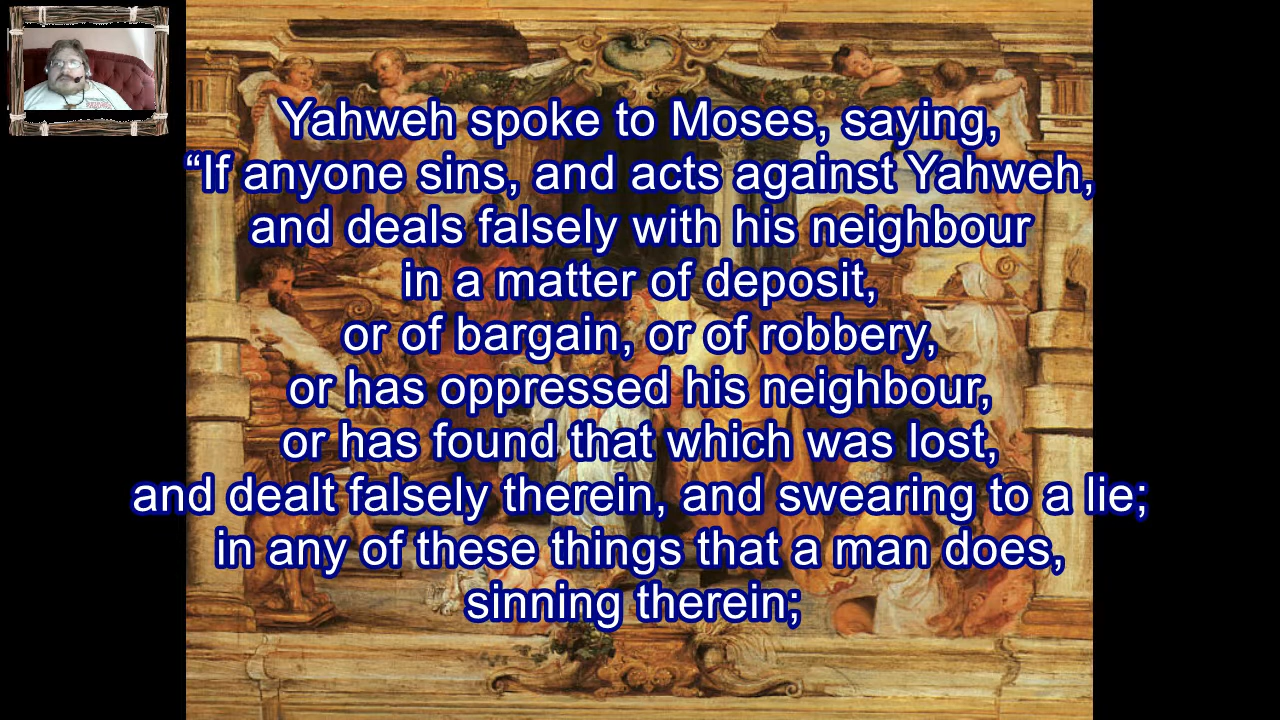 Yahweh spoke to Moses, saying,
“If anyone sins, and acts against Yahweh,
and deals falsely with his neighbour
in a matter of deposit,
or of bargain, or of robbery,
or has oppressed his neighbour,
or has found that which was lost,
and dealt falsely therein, and swearing to a lie;
in any of these things that a man does,
sinning therein;